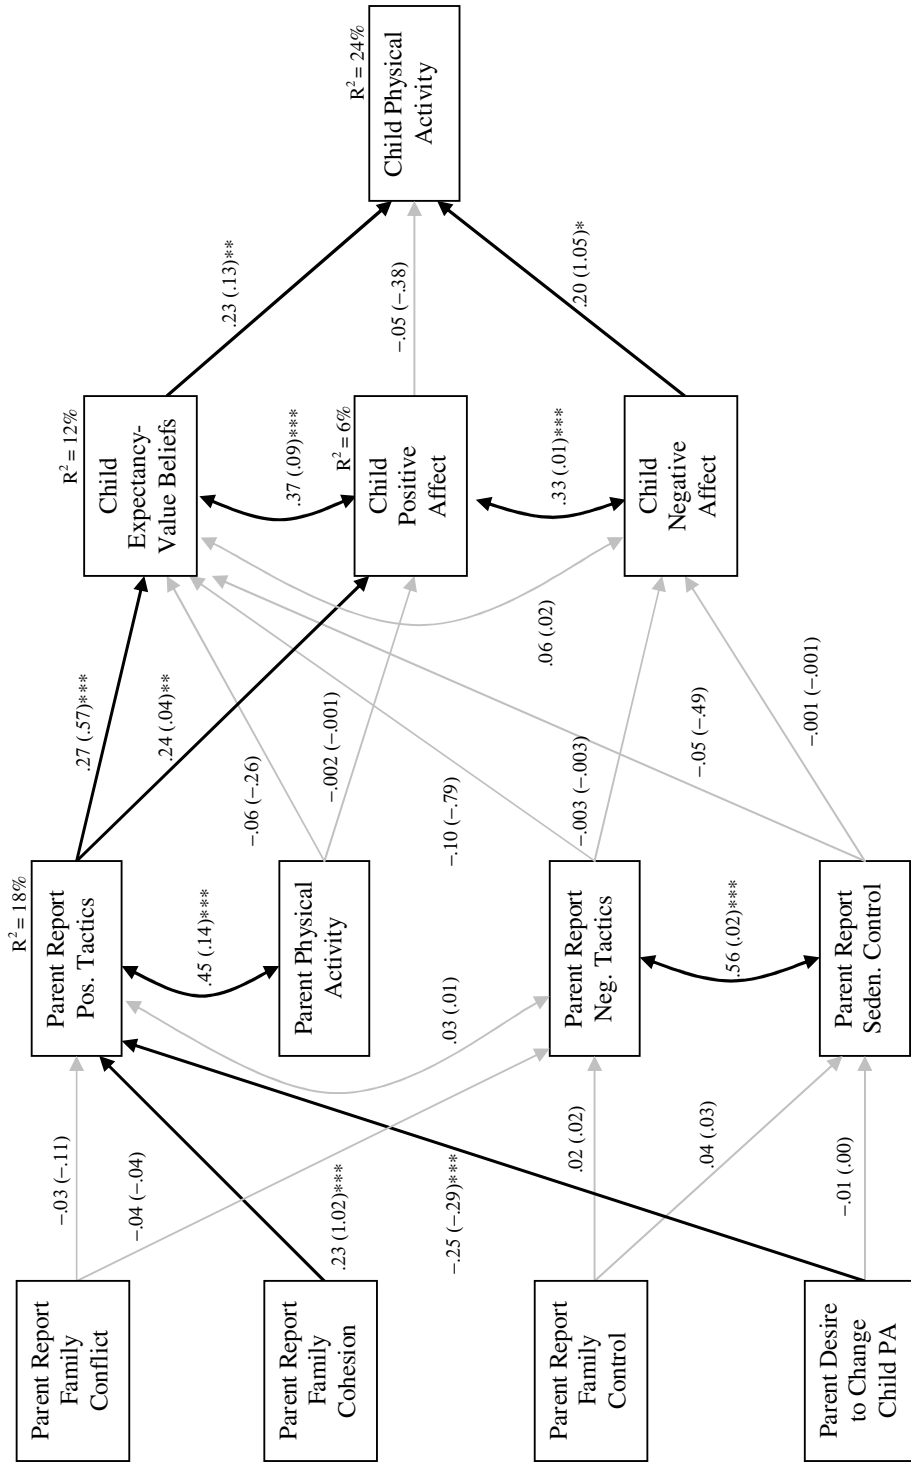 Parent Report
Family
Conflict
Parent Report
Family
Cohesion
Parent Report
Family
Control
Parent Desire
to Change
Child PA
–.03 (–.11)
–.04 (–.04)
.23 (1.02)***
–.25 (–.29)***
.02 (.02)
.04 (.03)
–.01 (.00)
R² = 18%
Parent Report
Pos. Tactics
.45 (.14)***
Parent Physical
Activity
.03 (.01)
Parent Report
Neg. Tactics
.56 (.02)***
Parent Report
Seden. Control
.27 (.57)***
.24 (.04)**
–.06 (–.26)
–.002 (–.001)
–.10 (–.79)
–.003 (–.003)
–.05 (–.49)
–.001 (–.001)
.06 (.02)
R² = 12%
Child
Expectancy-
Value Beliefs
.37 (.09)***
R² = 6%
Child
Positive
Affect
.33 (.01)***
Child
Negative
Affect
.23 (.13)**
–.05 (–.38)
.20 (1.05)*
R² = 24%
Child Physical
Activity